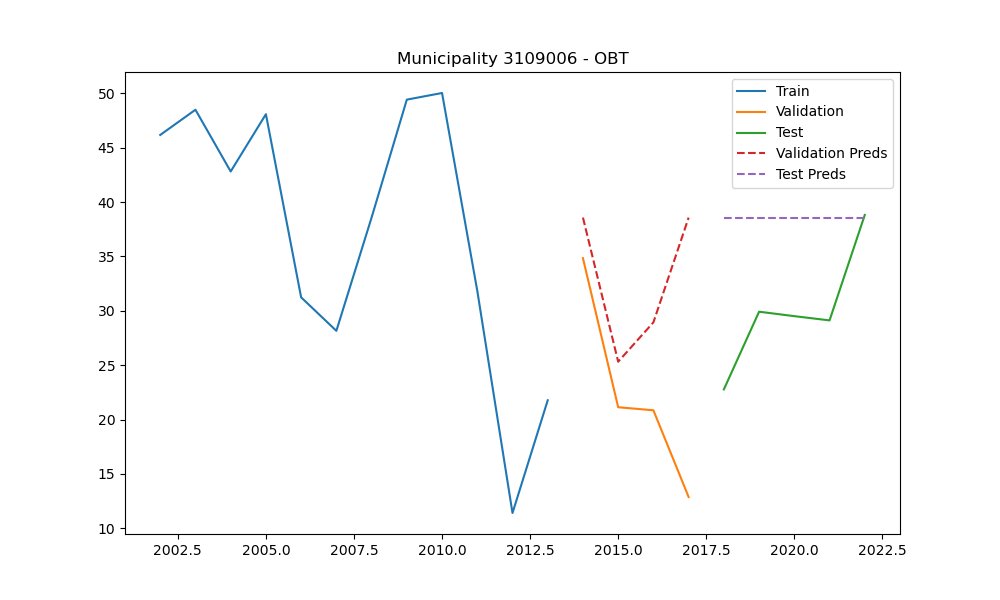 Municipality 3109006 - OBT
Train
Validation
Test
Validation Preds
Test Preds
50
45
40
35
30
25
20
15
10
2002.5 2005.0 2007.5 2010.0 2012.5 2015.0 2017.5 2020.0 2022.5